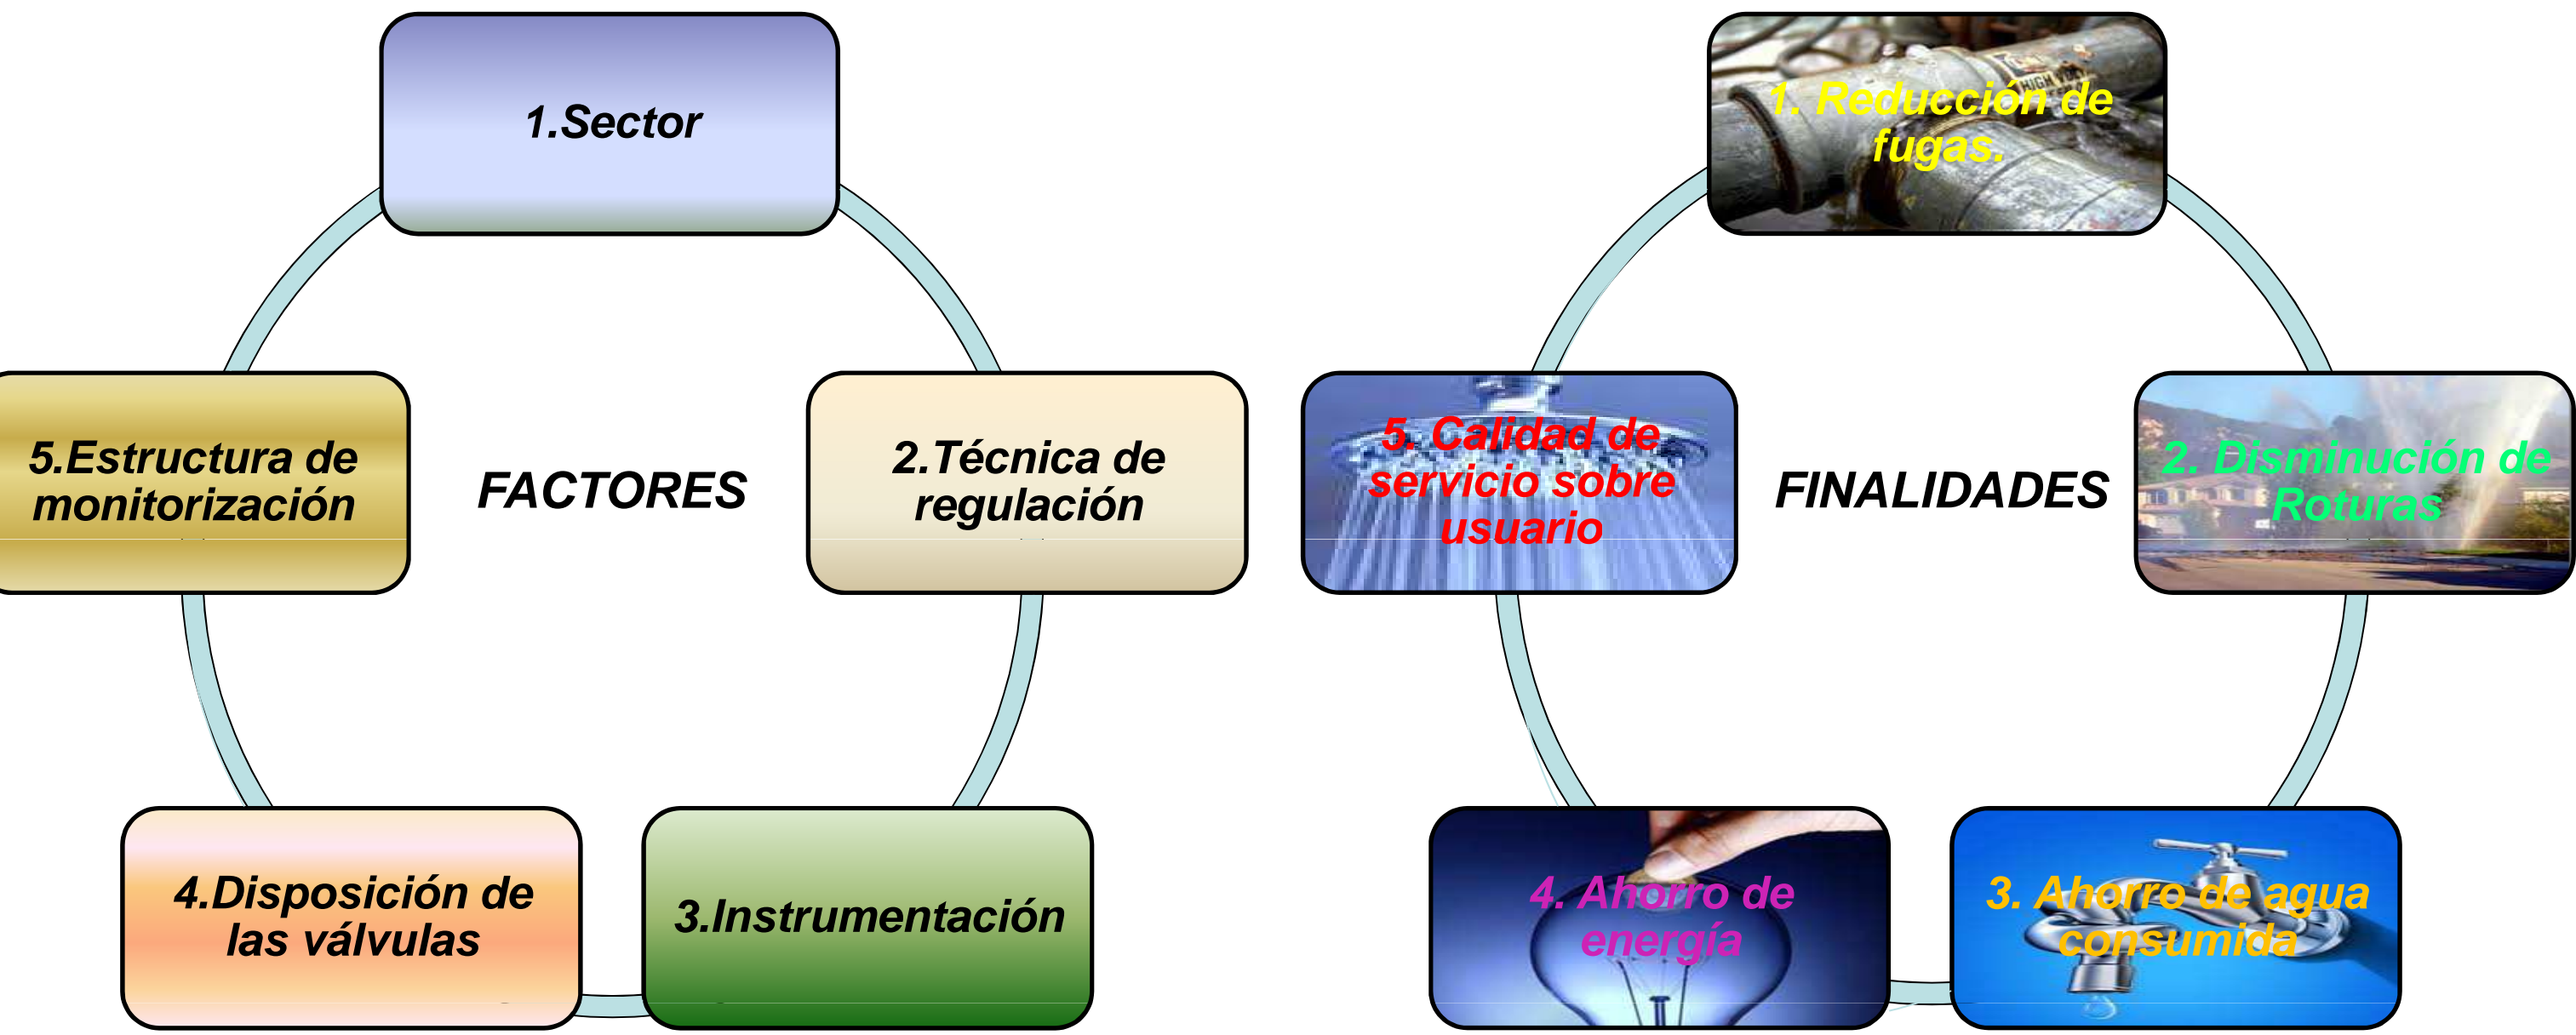 1.Sector
2.Técnica de
regulación
3.Instrumentación
4.Disposición de
las válvulas
5.Estructura de
monitorización
FACTORES
1. Reducción de
fugas.
2. Disminución de
Roturas
3. Ahorro de agua
consumida
4. Ahorro de
energía
5. Calidad de
servicio sobre
usuario
FINALIDADES